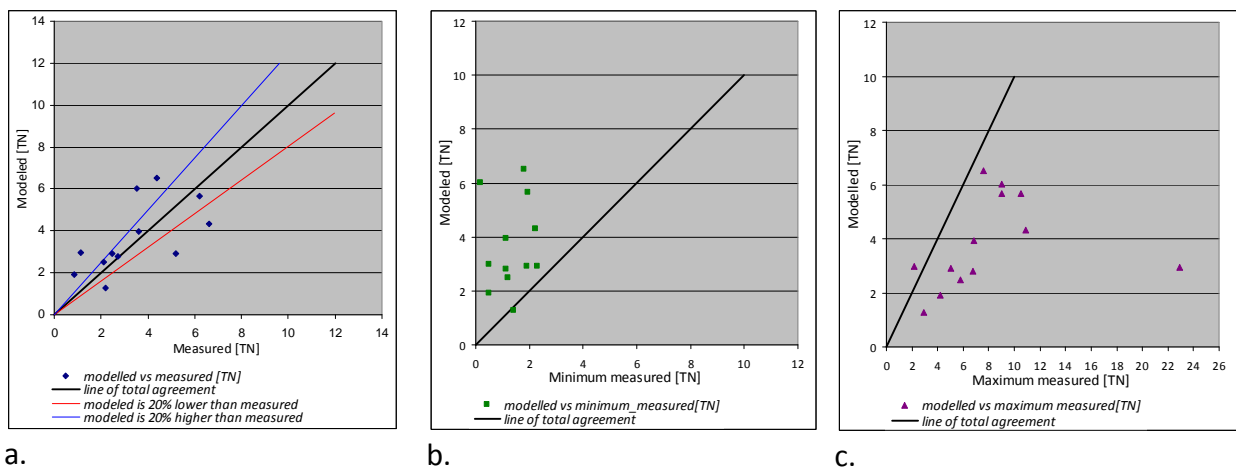 14
12
10
8
6
4
2
0
Modeled [TN]
0 2 4 6 8 10 12 14
Measured [TN]
modelled vs measured [TN]
line of total agreement
modeled is 20% lower than measured
modeled is 20% higher than measured
a.
12
10
8
6
4
2
0
Modeled [TN]
0 2 4 6 8 10 12
Minimum measured [TN]
modelled vs minimum_measured[TN]
line of total agreement
b.
12
10
8
6
4
2
0
Modelled [TN]
0 2 4 6 8 10 12 14 16 18 20 22 24 26
Maximum measured [TN]
modelled vs maximum measured[TN]
line of total agreement
c.